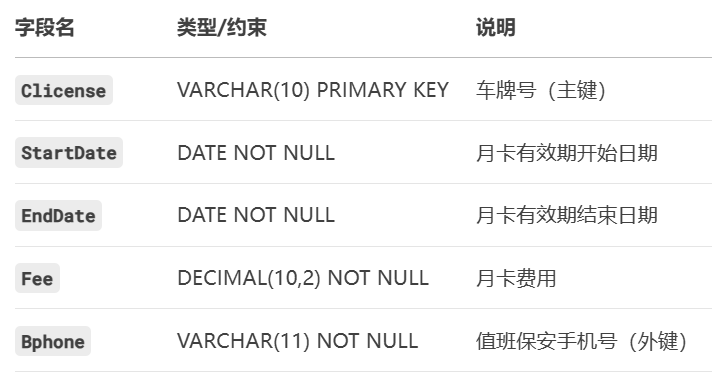 字段名 类型/约束 说明
Clicense VARCHAR(10) PRIMARY KEY 车牌号（主键）
StartDate DATE NOT NULL 月卡有效期开始日期
EndDate DATE NOT NULL 月卡有效期结束日期
Fee DECIMAL(10,2) NOT NULL 月卡费用
Bphone VARCHAR(11) NOT NULL 值班保安手机号（外键）